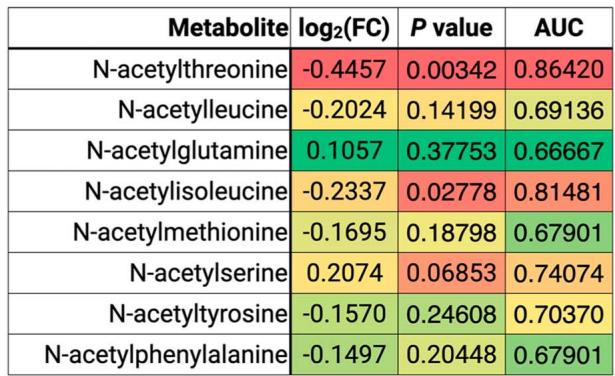 Metabolite log₂(FC) P value AUC
N-acetylthreonine -0.4457 0.00342 0.86420
N-acetylleucine -0.2024 0.14199 0.69136
N-acetylglutamine 0.1057 0.37753 0.66667
N-acetylisoleucine -0.2337 0.02778 0.81481
N-acetylmethionine -0.1695 0.18798 0.67901
N-acetylserine 0.2074 0.06853 0.74074
N-acetyltyrosine -0.1570 0.24608 0.70370
N-acetylphenylalanine -0.1497 0.20448 0.67901